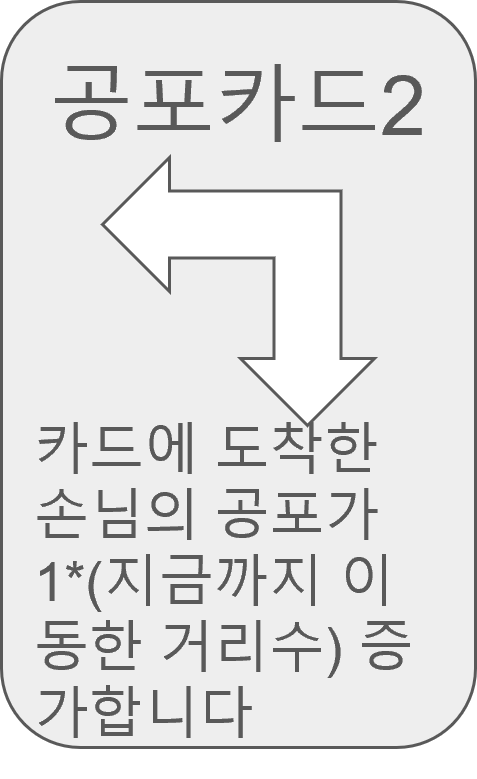 공포카드2
카드에 도착한
손님의 공포가
1*(지금까지 이
동한 거리수) 증
가합니다